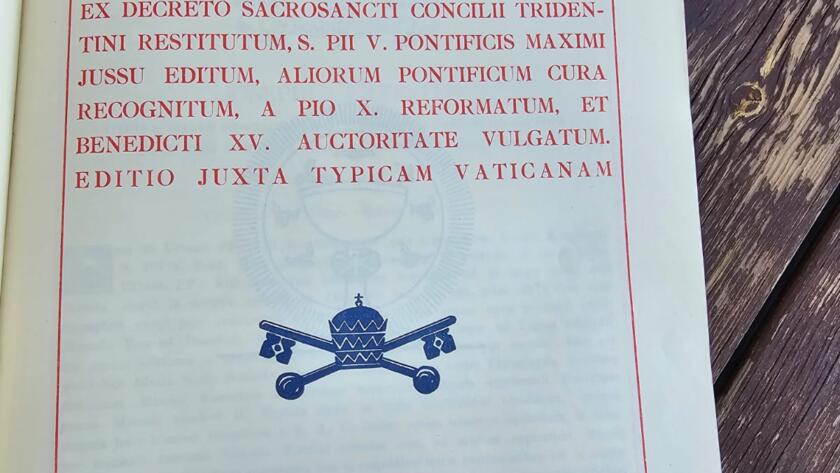 EX DECRETO SACROSANCTI CONCILII TRIDEN-
TINI RESTITUTUM, S. PII V. PONTIFICIS MAXIMI
JUSSU EDITUM, ALIORUM PONTIFICUM CURA
RECOGNITUM, A PIO X. REFORMATUM, ET
BENEDICTI XV. AUCTORITATE VULGATUM.
EDITIO JUXTA TYPICAM VATICANAM